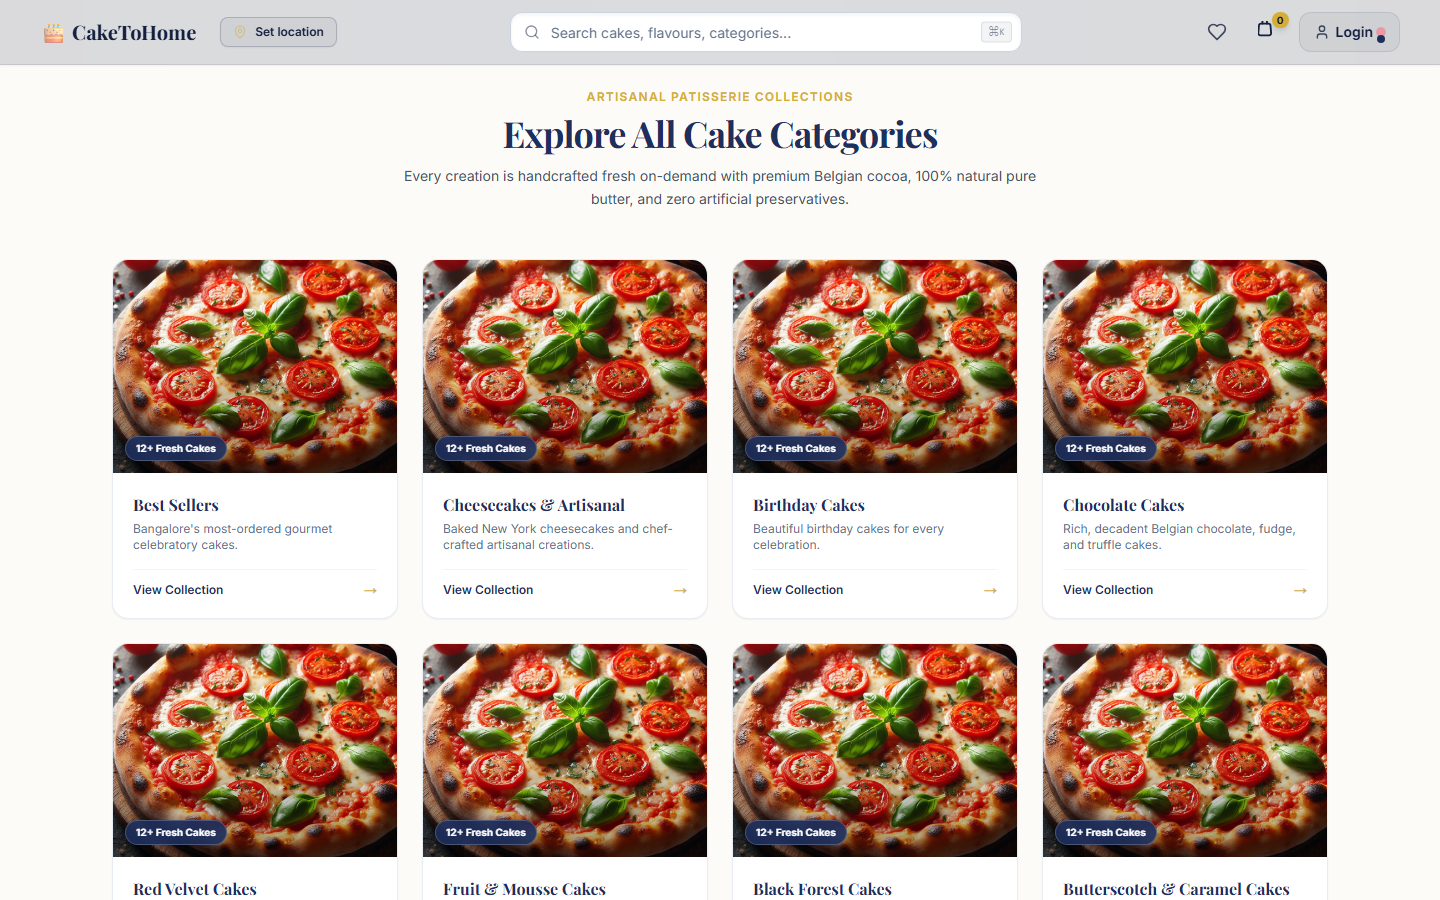 CakeToHome
Set location
Search cakes, flavours, categories...
⌘K
0
Login
ARTISANAL PATISSERIE COLLECTIONS
Explore All Cake Categories
Every creation is handcrafted fresh on-demand with premium Belgian cocoa, 100% natural pure
butter, and zero artificial preservatives.
12+ Fresh Cakes
Best Sellers
Bangalore's most-ordered gourmet
celebratory cakes.
View Collection →
12+ Fresh Cakes
Cheesecakes & Artisanal
Baked New York cheesecakes and chef-
crafted artisanal creations.
View Collection →
12+ Fresh Cakes
Birthday Cakes
Beautiful birthday cakes for every
celebration.
View Collection →
12+ Fresh Cakes
Chocolate Cakes
Rich, decadent Belgian chocolate, fudge,
and truffle cakes.
View Collection →
12+ Fresh Cakes
Red Velvet Cakes
12+ Fresh Cakes
Fruit & Mousse Cakes
12+ Fresh Cakes
Black Forest Cakes
12+ Fresh Cakes
Butterscotch & Caramel Cakes